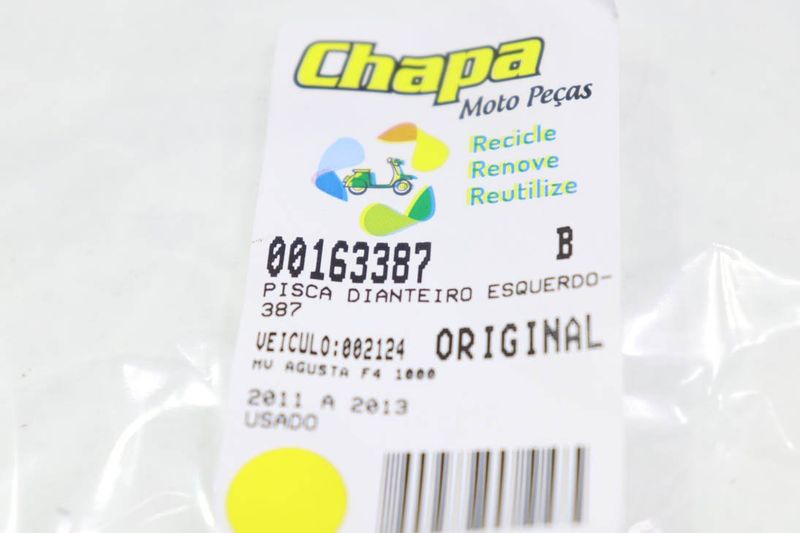 Chapa
Moto Peças
Recicle
Renove
Reutilize
00163387 B
PISCA DIANTEIRO ESQUERDO-
387
VEICULO:002124 ORIGINAL
MV AGUSTA F4 1000
2011 A 2013
USADO